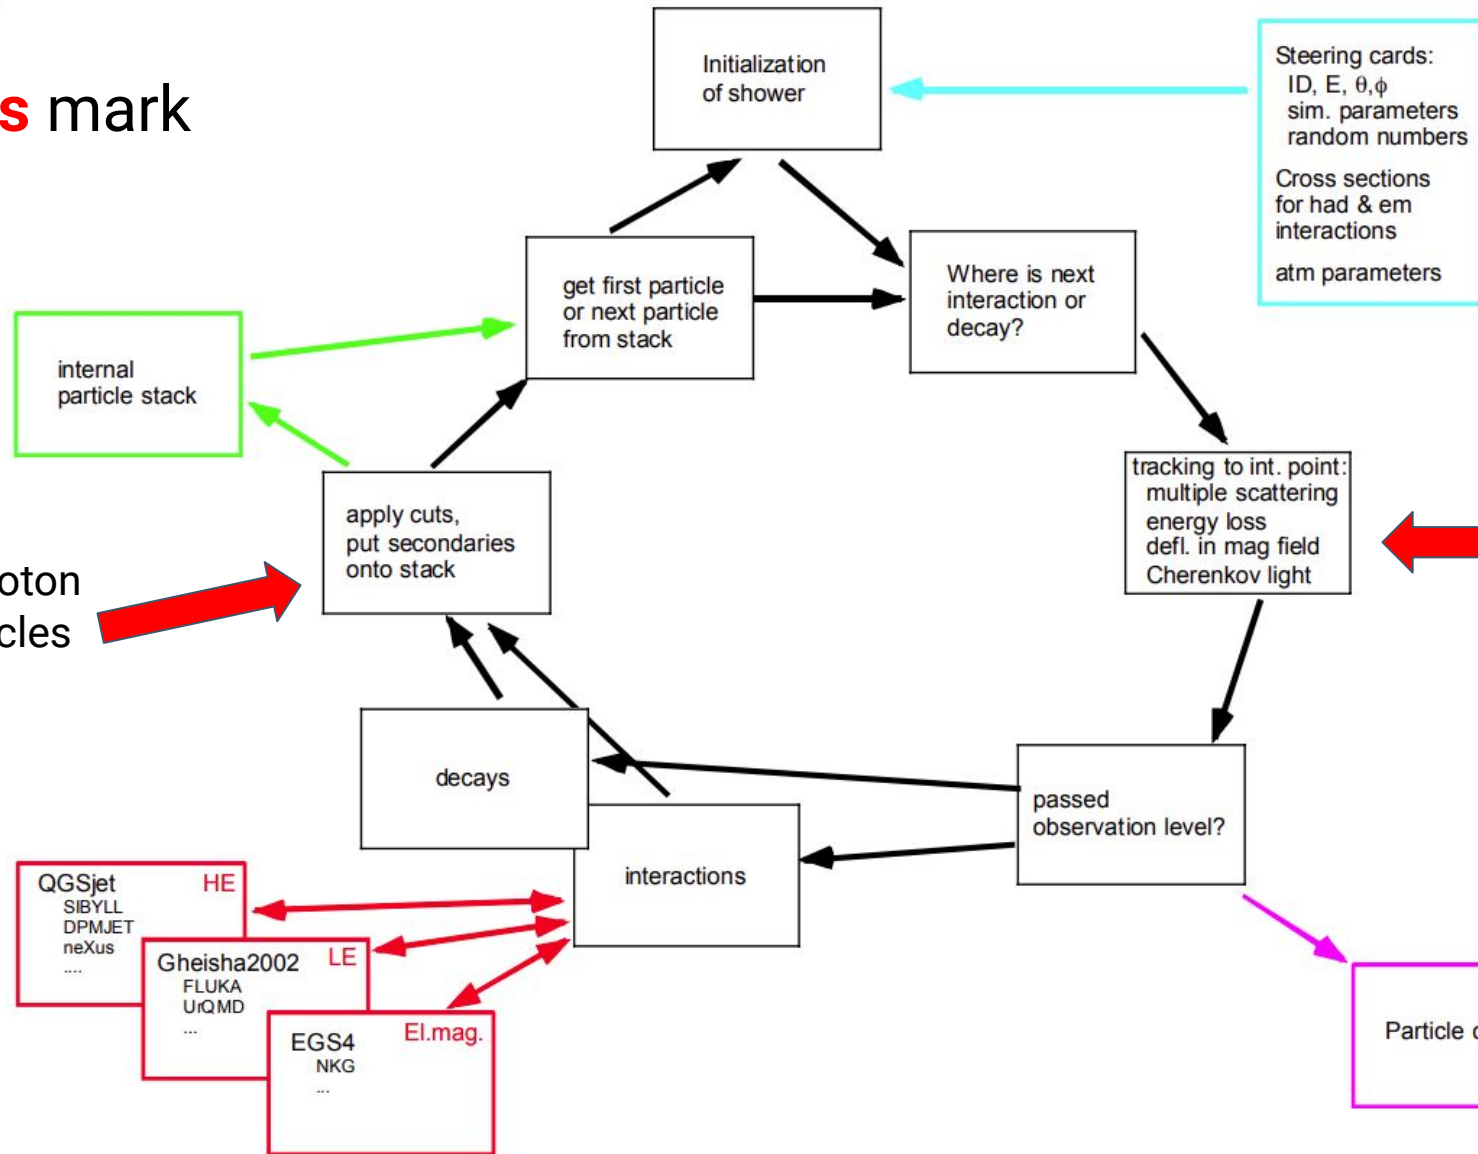 s mark
Initialization
of shower
Steering cards:
ID, E, θ,ϕ
sim. parameters
random numbers
Cross sections
for had & em
interactions
atm parameters
get first particle
or next particle
from stack
Where is next
interaction or
decay?
internal
particle stack
tracking to int. point:
multiple scattering
energy loss
defl. in mag field
Cherenkov light
apply cuts,
put secondaries
onto stack
oton
cles
decays
passed
observation level?
interactions
QGSjet HE
SIBYLL
DPMJET
neXus
....
Gheisha2002 LE
FLUKA
UrQMD
...
EGS4 El.mag.
NKG
...
Particle